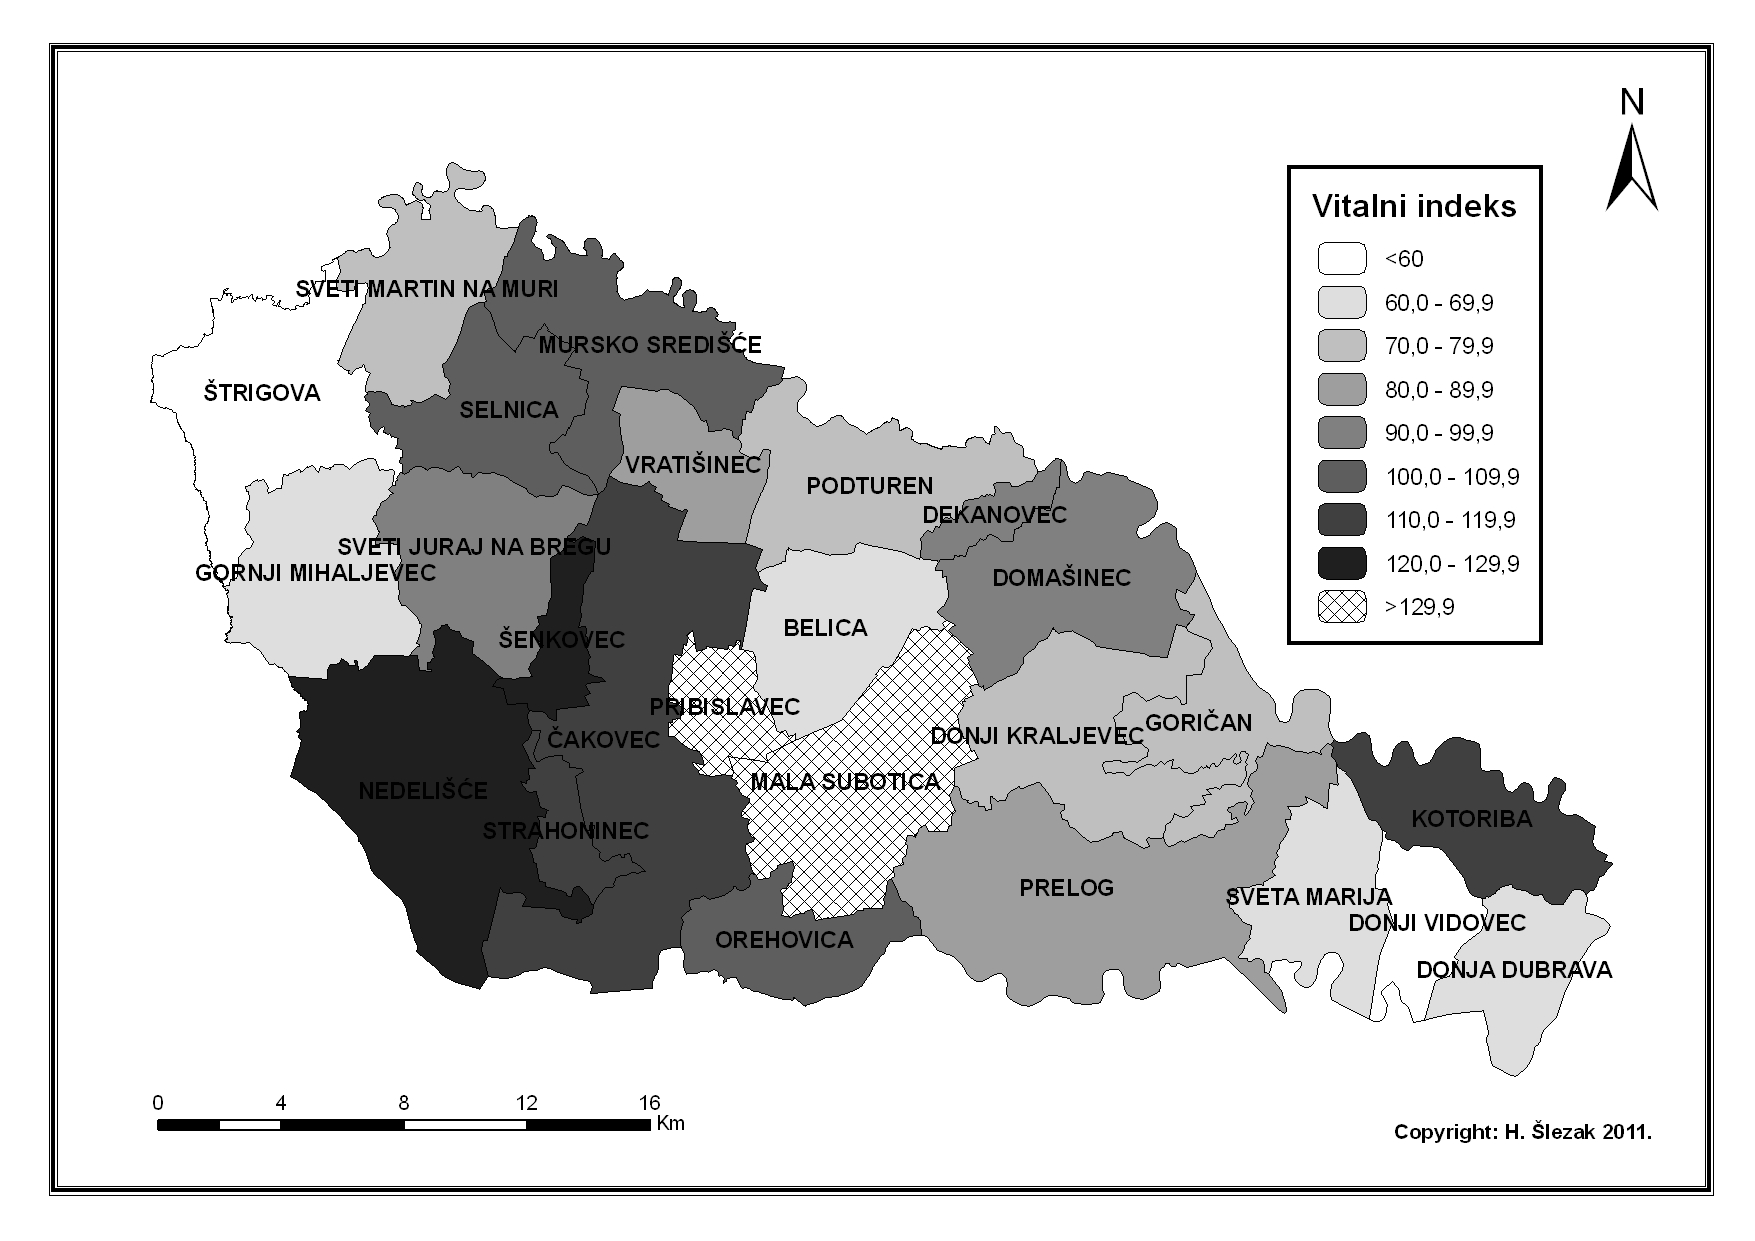 N
Vitalni indeks
<60
60,0 - 69,9
70,0 - 79,9
80,0 - 89,9
90,0 - 99,9
100,0 - 109,9
110,0 - 119,9
120,0 - 129,9
>129,9
SVETI MARTIN NA MURI
MURSKO SREDIŠĆE
ŠTRIGOVA
SELNICA
VRATIŠINEC
PODTUREN
DEKANOVEC
SVETI JURAJ NA BREGU
GORNJI MIHALJEVEC
DOMAŠINEC
BELICA
ŠENKOVEC
PRIBISLAVEC
GORIČAN
DONJI KRALJEVEC
ČAKOVEC
MALA SUBOTICA
NEDELIŠĆE
KOTORIBA
STRAHONINEC
PRELOG
SVETA MARIJA
DONJI VIDOVEC
OREHOVICA
DONJA DUBRAVA
0 4 8 12 16
Km
Copyright: H. Šlezak 2011.